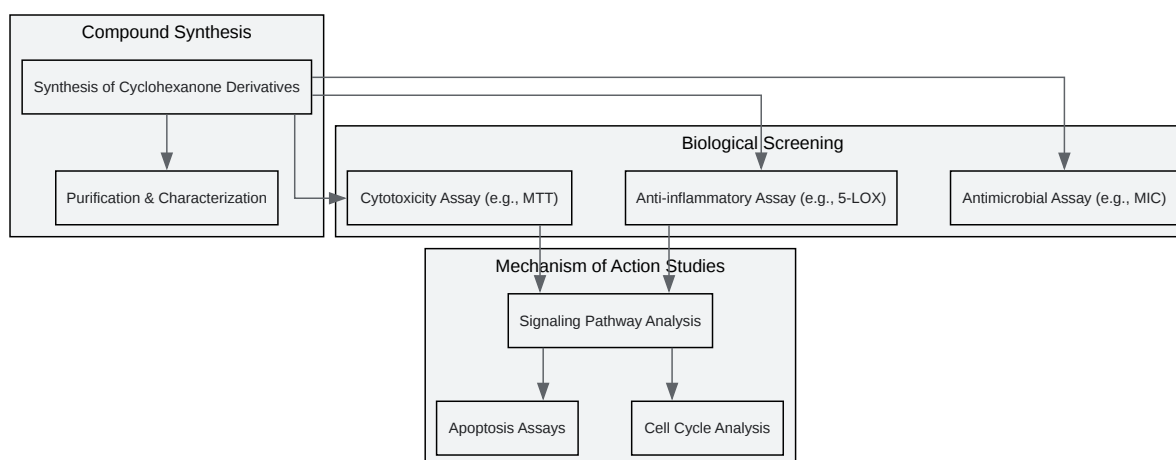 Compound Synthesis
Synthesis of Cyclohexanone Derivatives
Purification & Characterization
Biological Screening
Cytotoxicity Assay (e.g., MTT)
Anti-inflammatory Assay (e.g., 5-LOX)
Antimicrobial Assay (e.g., MIC)
Mechanism of Action Studies
Signaling Pathway Analysis
Apoptosis Assays
Cell Cycle Analysis